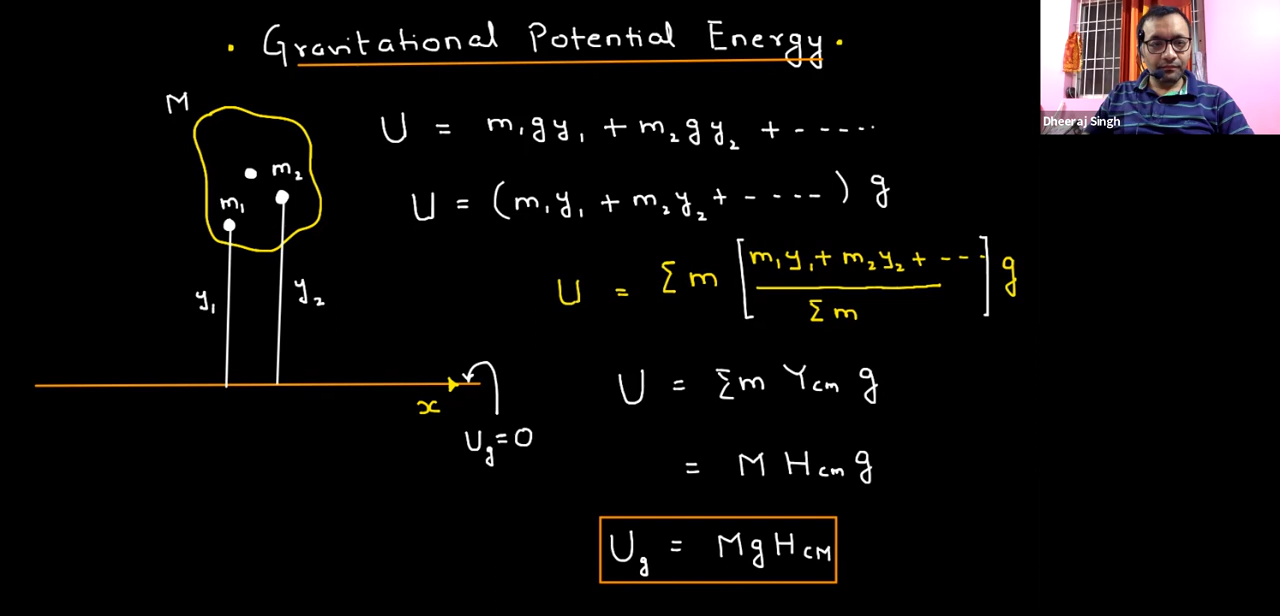 · Gravitational Potential Energy ·
Dheeraj Singh
M
m₂
m₁
y₁
y₂
x
U_g = 0
U = m₁gy₁ + m₂gy₂ + -----
U = (m₁y₁ + m₂y₂ + ----) g
U = Σm [m₁y₁ + m₂y₂ + --- / Σm] g
U = Σm Y_cm g
= M H_cm g
U_g = MgH_CM